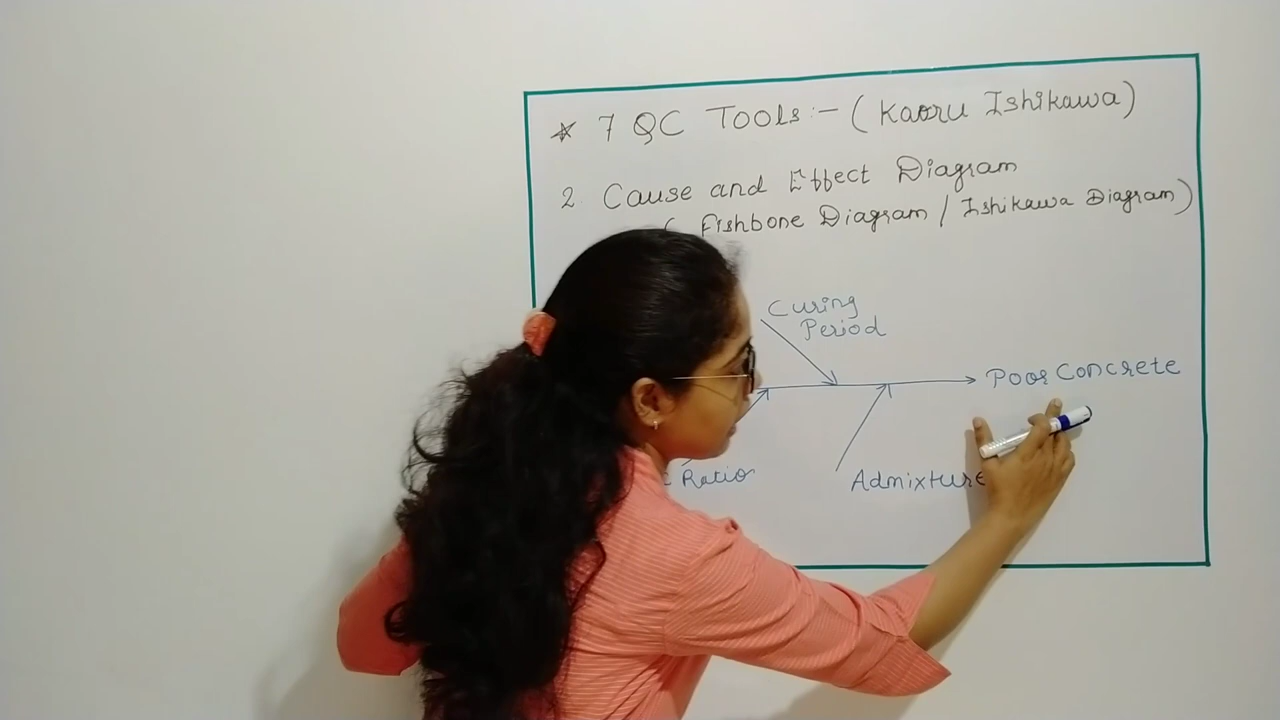 * 7 QC Tools:- (Kaoru Ishikawa)
2. Cause and Effect Diagram
( Fishbone Diagram / Ishikawa Diagram)
Curing
Period
Poor Concrete
C Ratio
Admixture